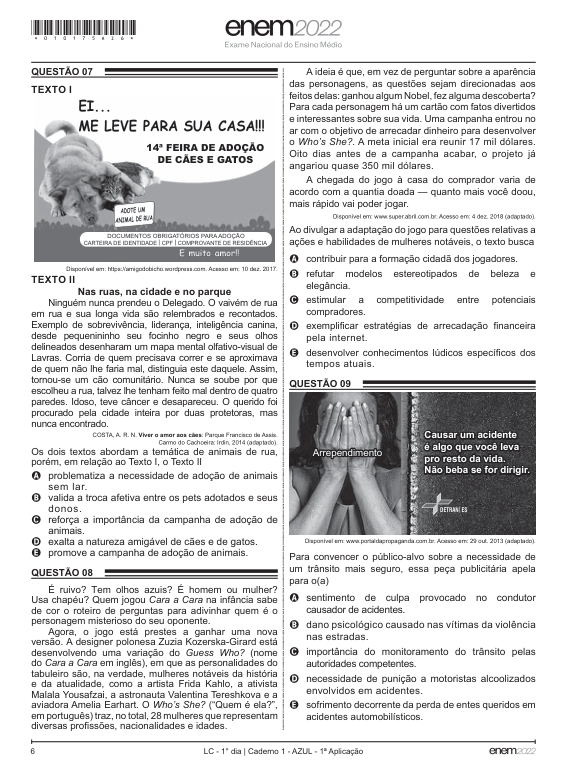 *010175826*
enem2022
Exame Nacional do Ensino Médio
QUESTÃO 07
TEXTO I
EI...
ME LEVE PARA SUA CASA!!!
14ª FEIRA DE ADOÇÃO
DE CÃES E GATOS
ADOTE UM
ANIMAL DE RUA
DOCUMENTOS OBRIGATÓRIOS PARA ADOÇÃO
CARTEIRA DE IDENTIDADE | CPF | COMPROVANTE DE RESIDÊNCIA
E muito amor!!
Disponível em: https://amigodobicho.wordpress.com. Acesso em: 10 dez. 2017.
TEXTO II
Nas ruas, na cidade e no parque
Ninguém nunca prendeu o Delegado. O vaivém de rua
em rua e sua longa vida são relembrados e recontados.
Exemplo de sobrevivência, liderança, inteligência canina,
desde pequenininho seu focinho negro e seus olhos
delineados desenharam um mapa mental olfativo-visual de
Lavras. Corria de quem precisava correr e se aproximava
de quem não lhe faria mal, distinguia este daquele. Assim,
tornou-se um cão comunitário. Nunca se soube por que
escolheu a rua, talvez lhe tenham feito mal dentro de quatro
paredes. Idoso, teve câncer e desapareceu. O querido foi
procurado pela cidade inteira por duas protetoras, mas
nunca encontrado.
COSTA, A. R. N. Viver o amor aos cães: Parque Francisco de Assis.
Carmo do Cachoeira: Irdin, 2014 (adaptado).
Os dois textos abordam a temática de animais de rua,
porém, em relação ao Texto I, o Texto II
A problematiza a necessidade de adoção de animais
sem lar.
B valida a troca afetiva entre os pets adotados e seus
donos.
C reforça a importância da campanha de adoção de
animais.
D exalta a natureza amigável de cães e de gatos.
E promove a campanha de adoção de animais.
QUESTÃO 08
É ruivo? Tem olhos azuis? É homem ou mulher?
Usa chapéu? Quem jogou Cara a Cara na infância sabe
de cor o roteiro de perguntas para adivinhar quem é o
personagem misterioso do seu oponente.
Agora, o jogo está prestes a ganhar uma nova
versão. A designer polonesa Zuzia Kozerska-Girard está
desenvolvendo uma variação do Guess Who? (nome
do Cara a Cara em inglês), em que as personalidades do
tabuleiro são, na verdade, mulheres notáveis da história
e da atualidade, como a artista Frida Kahlo, a ativista
Malala Yousafzai, a astronauta Valentina Tereshkova e a
aviadora Amelia Earhart. O Who's She? (“Quem é ela?”,
em português) traz, no total, 28 mulheres que representam
diversas profissões, nacionalidades e idades.
A ideia é que, em vez de perguntar sobre a aparência
das personagens, as questões sejam direcionadas aos
feitos delas: ganhou algum Nobel, fez alguma descoberta?
Para cada personagem há um cartão com fatos divertidos
e interessantes sobre sua vida. Uma campanha entrou no
ar com o objetivo de arrecadar dinheiro para desenvolver
o Who's She?. A meta inicial era reunir 17 mil dólares.
Oito dias antes de a campanha acabar, o projeto já
angariou quase 350 mil dólares.
A chegada do jogo à casa do comprador varia de
acordo com a quantia doada — quanto mais você doou,
mais rápido vai poder jogar.
Disponível em: www.super.abril.com.br. Acesso em: 4 dez. 2018 (adaptado).
Ao divulgar a adaptação do jogo para questões relativas a
ações e habilidades de mulheres notáveis, o texto busca
A contribuir para a formação cidadã dos jogadores.
B refutar modelos estereotipados de beleza e
elegância.
C estimular a competitividade entre potenciais
compradores.
D exemplificar estratégias de arrecadação financeira
pela internet.
E desenvolver conhecimentos lúdicos específicos dos
tempos atuais.
QUESTÃO 09
Arrependimento
Causar um acidente
é algo que você leva
pro resto da vida.
Não beba se for dirigir.
DETRAN|ES
Disponível em: www.portaldapropaganda.com.br. Acesso em: 29 out. 2013 (adaptado).
Para convencer o público-alvo sobre a necessidade de
um trânsito mais seguro, essa peça publicitária apela
para o(a)
A sentimento de culpa provocado no condutor
causador de acidentes.
B dano psicológico causado nas vítimas da violência
nas estradas.
C importância do monitoramento do trânsito pelas
autoridades competentes.
D necessidade de punição a motoristas alcoolizados
envolvidos em acidentes.
E sofrimento decorrente da perda de entes queridos em
acidentes automobilísticos.
6
LC - 1° dia | Caderno 1 - AZUL - 1ª Aplicação
enem2022